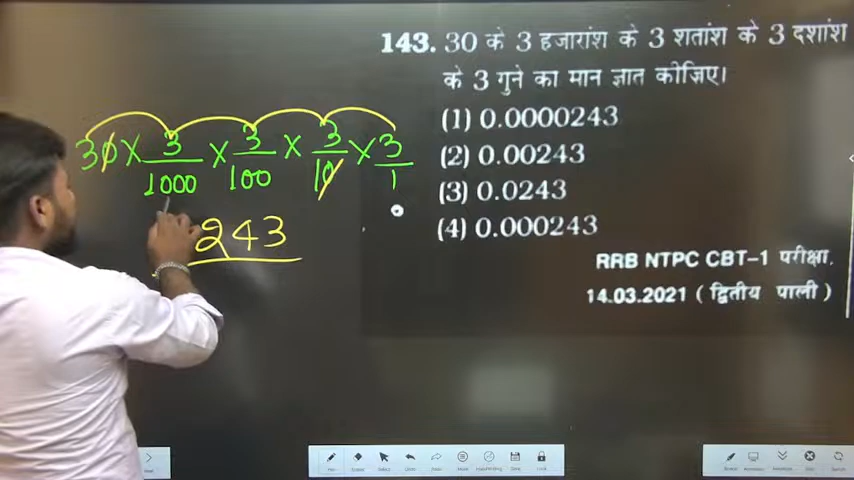 143. 30 के 3 हजारांश के 3 शतांश के 3 दशांश
के 3 गुने का मान ज्ञात कीजिए।
(1) 0.0000243
(2) 0.00243
(3) 0.0243
(4) 0.000243
RRB NTPC CBT-1 परीक्षा,
14.03.2021 (द्वितीय पाली)
30 × 3/1000 × 3/100 × 3/10 × 3/1
243